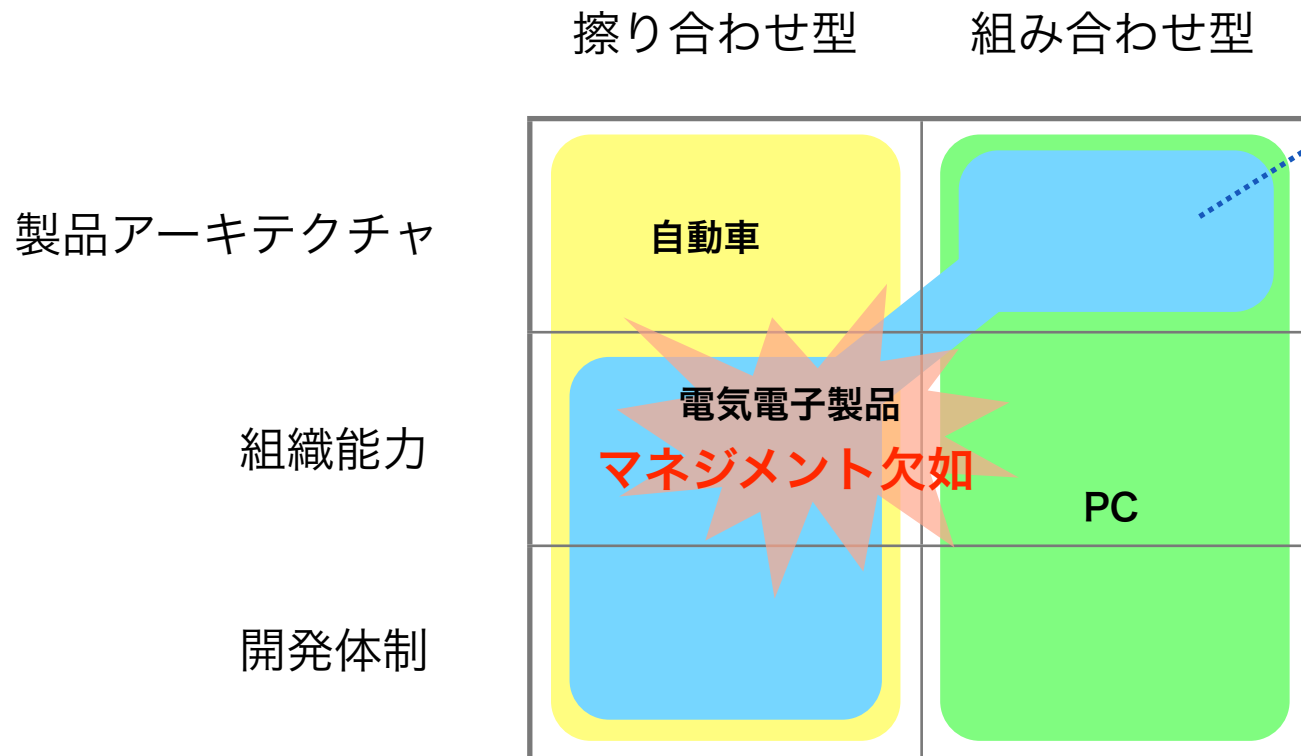 擦り合わせ型 組み合わせ型
製品アーキテクチャ
自動車
電気電子製品
組織能力
マネジメント欠如
PC
開発体制